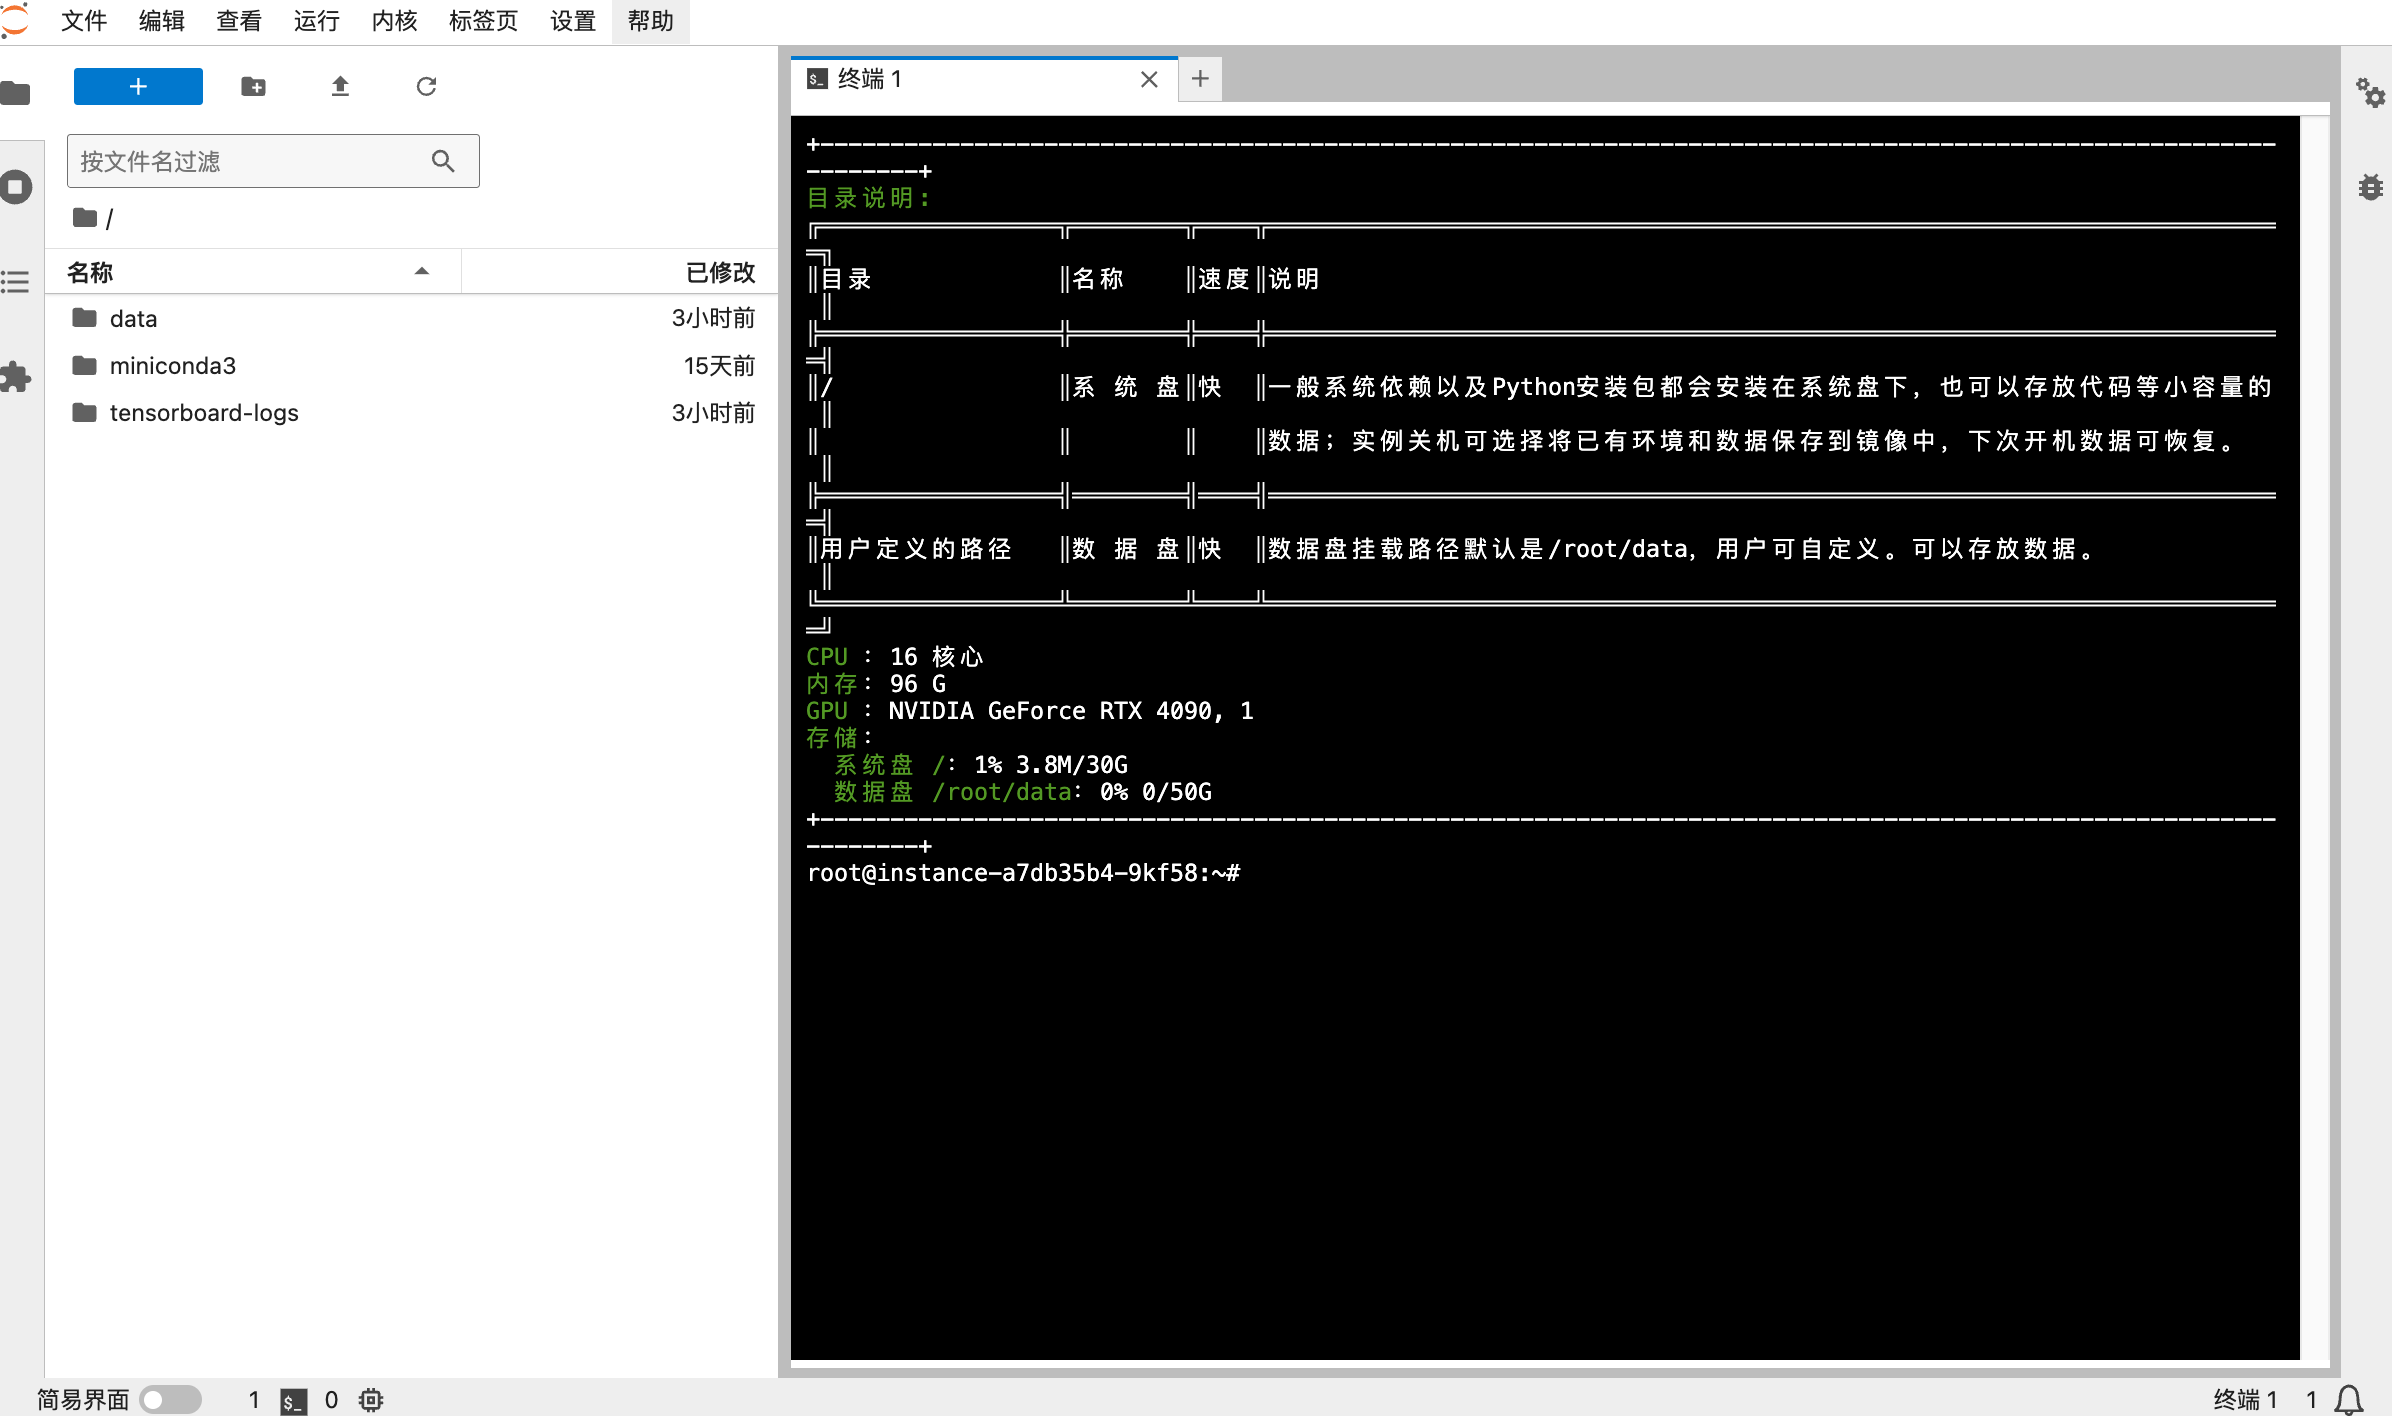 文件 编辑 查看 运行 内核 标签页 设置 帮助
按文件名过滤
/
名称 已修改
data 3小时前
miniconda3 15天前
tensorboard-logs 3小时前
终端 1
目录说明:
目录 名称 速度 说明
/ 系 统 盘 快 一般系统依赖以及Python安装包都会安装在系统盘下，也可以存放代码等小容量的
数据；实例关机可选择将已有环境和数据保存到镜像中，下次开机数据可恢复。
用户定义的路径 数 据 盘 快 数据盘挂载路径默认是/root/data，用户可自定义。可以存放数据。
CPU : 16 核心
内存: 96 G
GPU : NVIDIA GeForce RTX 4090, 1
存储:
系统盘 /: 1% 3.8M/30G
数据盘 /root/data: 0% 0/50G
root@instance-a7db35b4-9kf58:~#
简易界面 1 $_ 0 终端 1 1